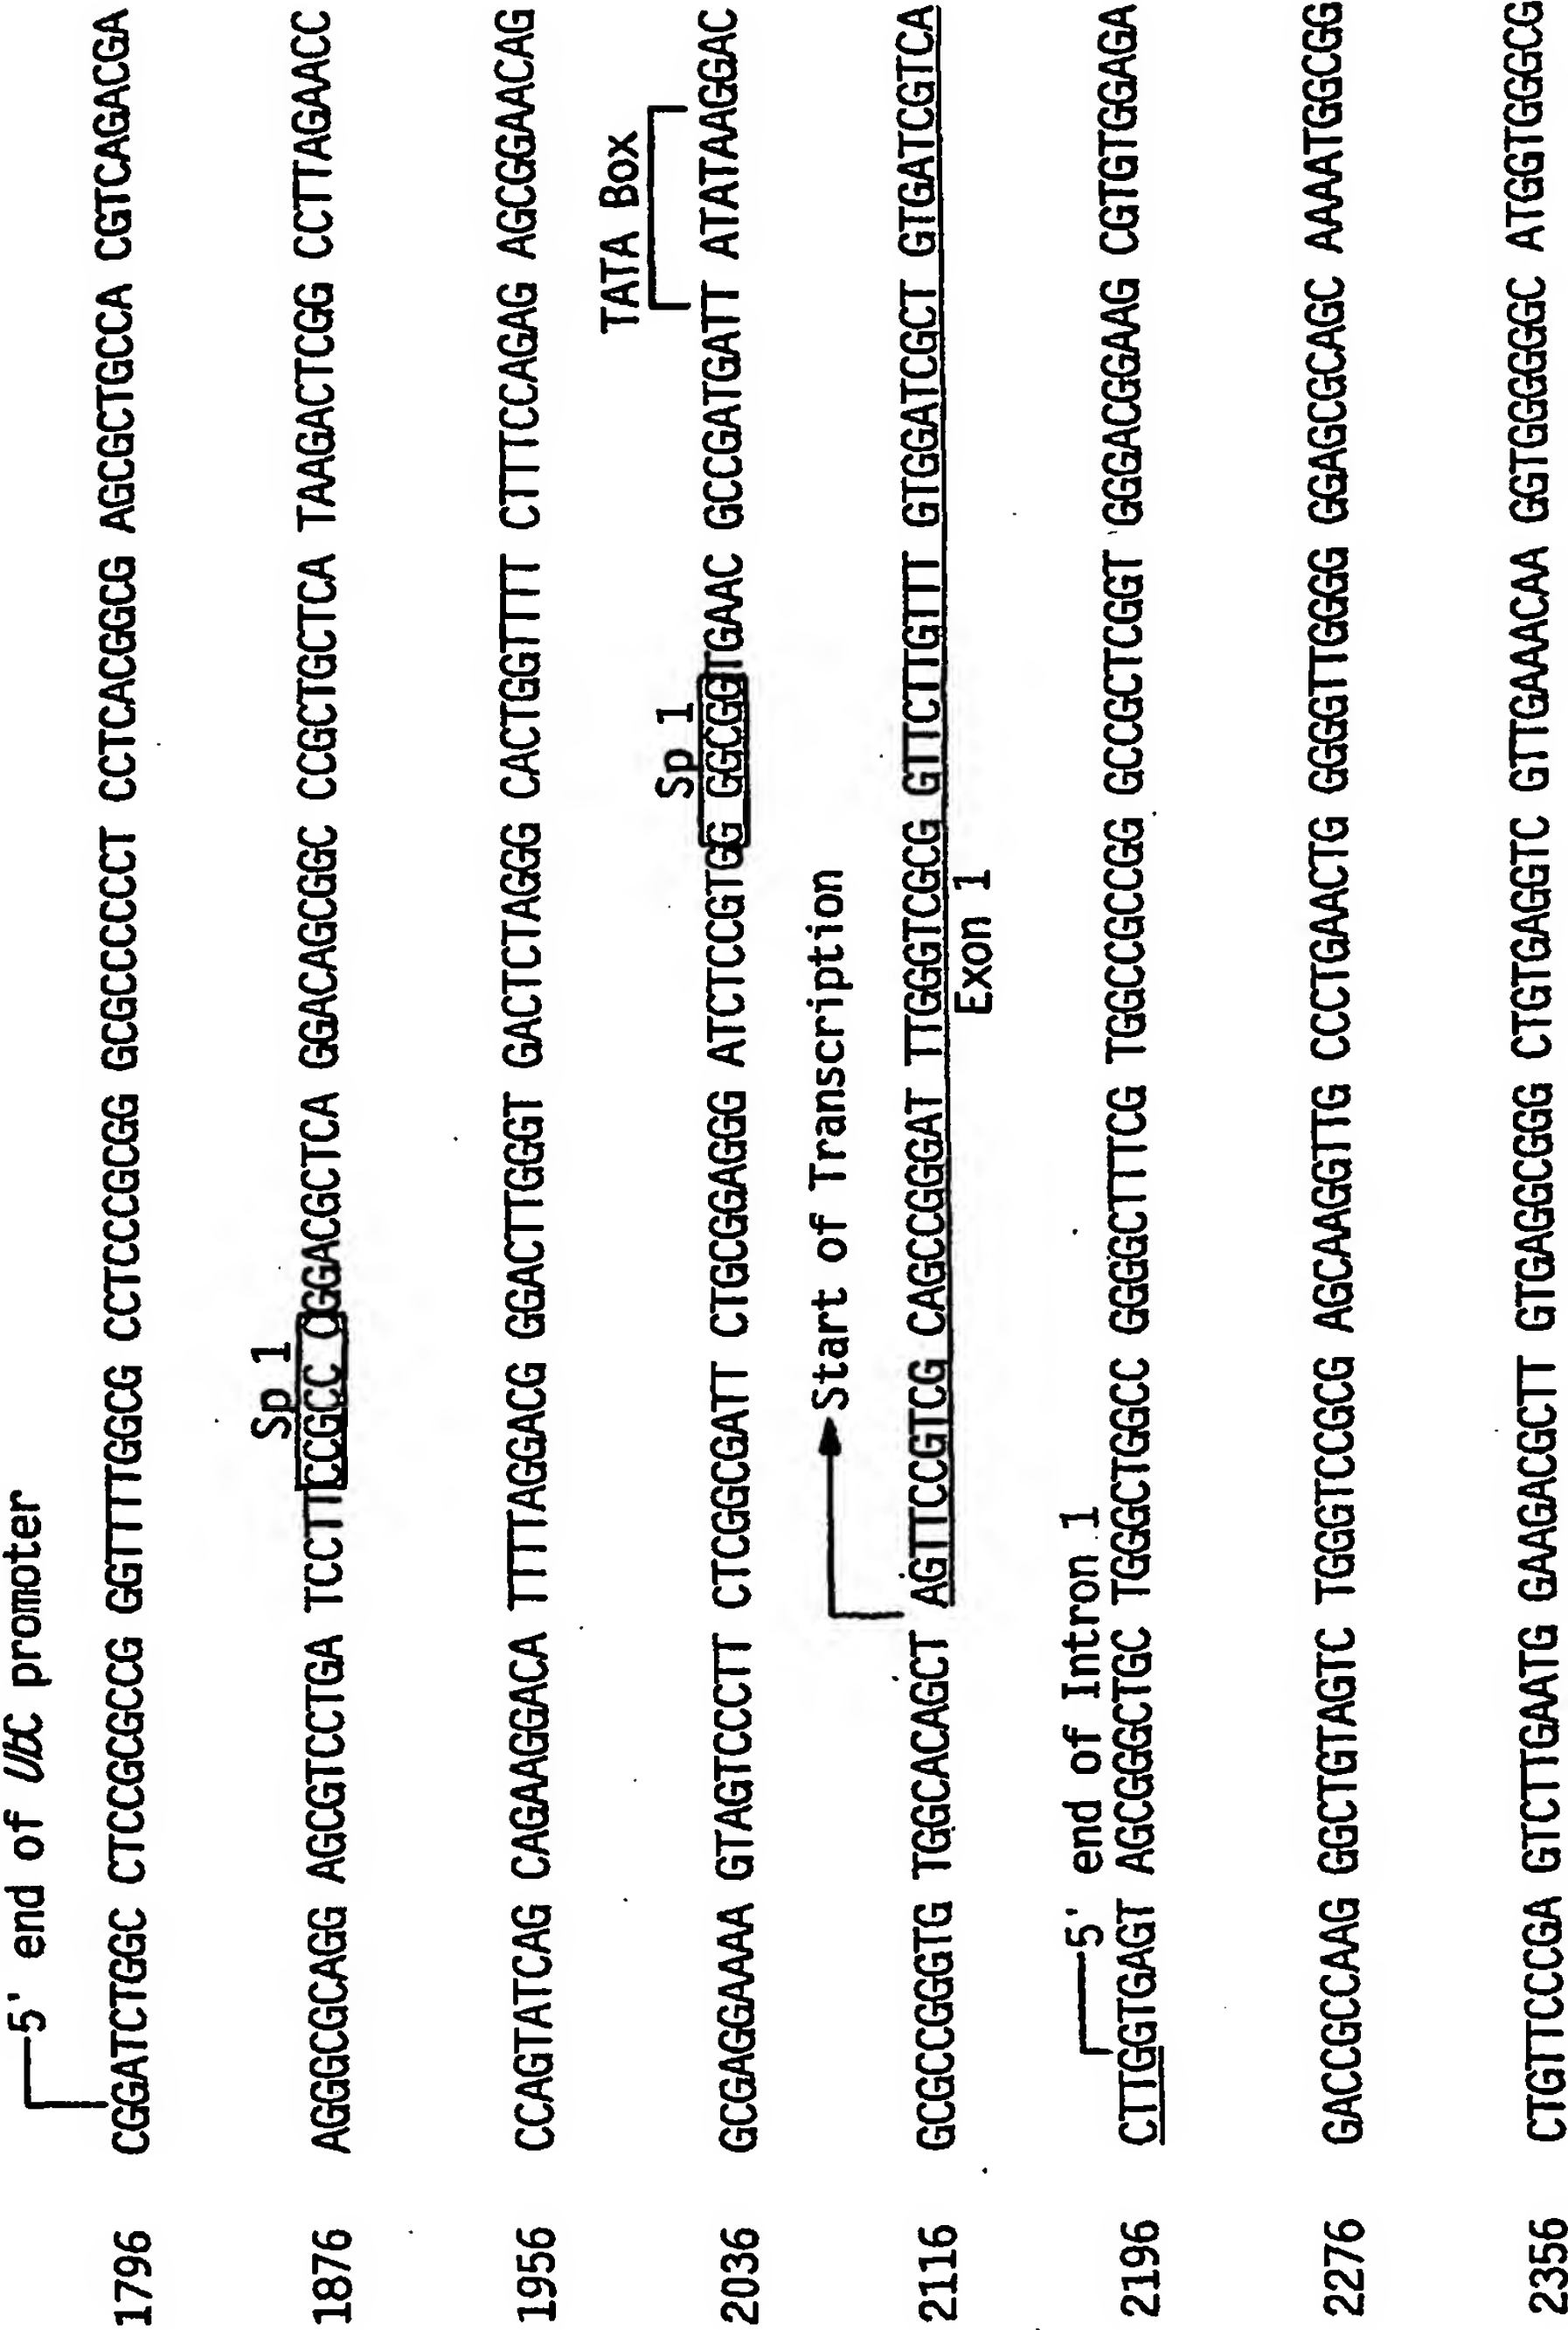 5' end of UbC promoter
1796 CGGATCTGGC CTCCGCGCCG GGTTTTGGCG CCTCCCGCGG GCGCCCCCCT CCTCACGGCG AGCGCTGCCA CGTCAGACGA
Sp 1
1876 AGGGCGCAGG AGCGTCCTGA TCCTTCCGCC CGGACGCTCA GGACAGCGGC CCGCTGCTCA TAAGACTCGG CCTTAGAACC
1956 CCAGTATCAG CAGAAGGACA TTTTAGGACG GGACTTGGGT GACTCTAGGG CACTGGTTTT CTTTCCAGAG AGCGGAACAG
Sp 1 TATA Box
2036 GCGAGGAAAA GTAGTCCCTT CTCGGCGATT CTGCGGAGGG ATCTCCGTGG GGCGGTGAAC GCCGATGATT ATATAAGGAC
Start of Transcription
2116 GCGCCGGGTG TGGCACAGCT AGTTCCGTCG CAGCCGGGAT TTGGGTCGCG GTTCTTGTTT GTGGATCGCT GTGATCGTCA
Exon 1
5' end of Intron 1
2196 CTTGGTGAGT AGCGGGCTGC TGGGCTGGCC GGGGCTTTCG TGGCCGCCGG GCCGCTCGGT GGGACGGAAG CGTGTGGAGA
2276 GACCGCCAAG GGCTGTAGTC TGGGTCCGCG AGCAAGGTTG CCCTGAACTG GGGGTTGGGG GGAGCGCAGC AAAATGGCGG
2356 CTGTTCCCGA GTCTTGAATG GAAGACGCTT GTGAGGCGGG CTGTGAGGTC GTTGAAACAA GGTGGGGGGC ATGGTGGGCG